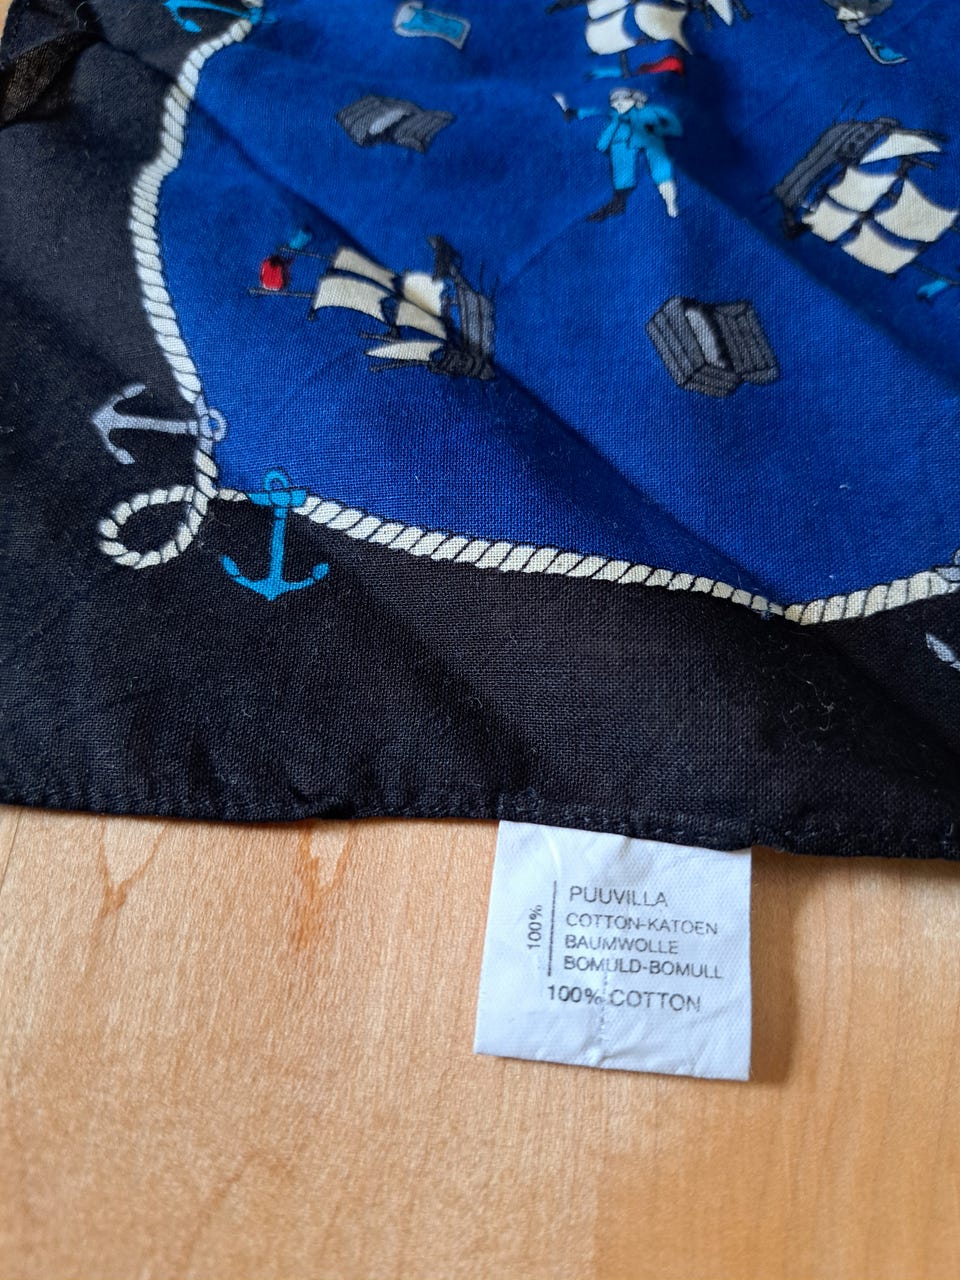 100%
PUUVILLA
COTTON-KATOEN
BAUMWOLLE
BOMULD-BOMULL
100% COTTON